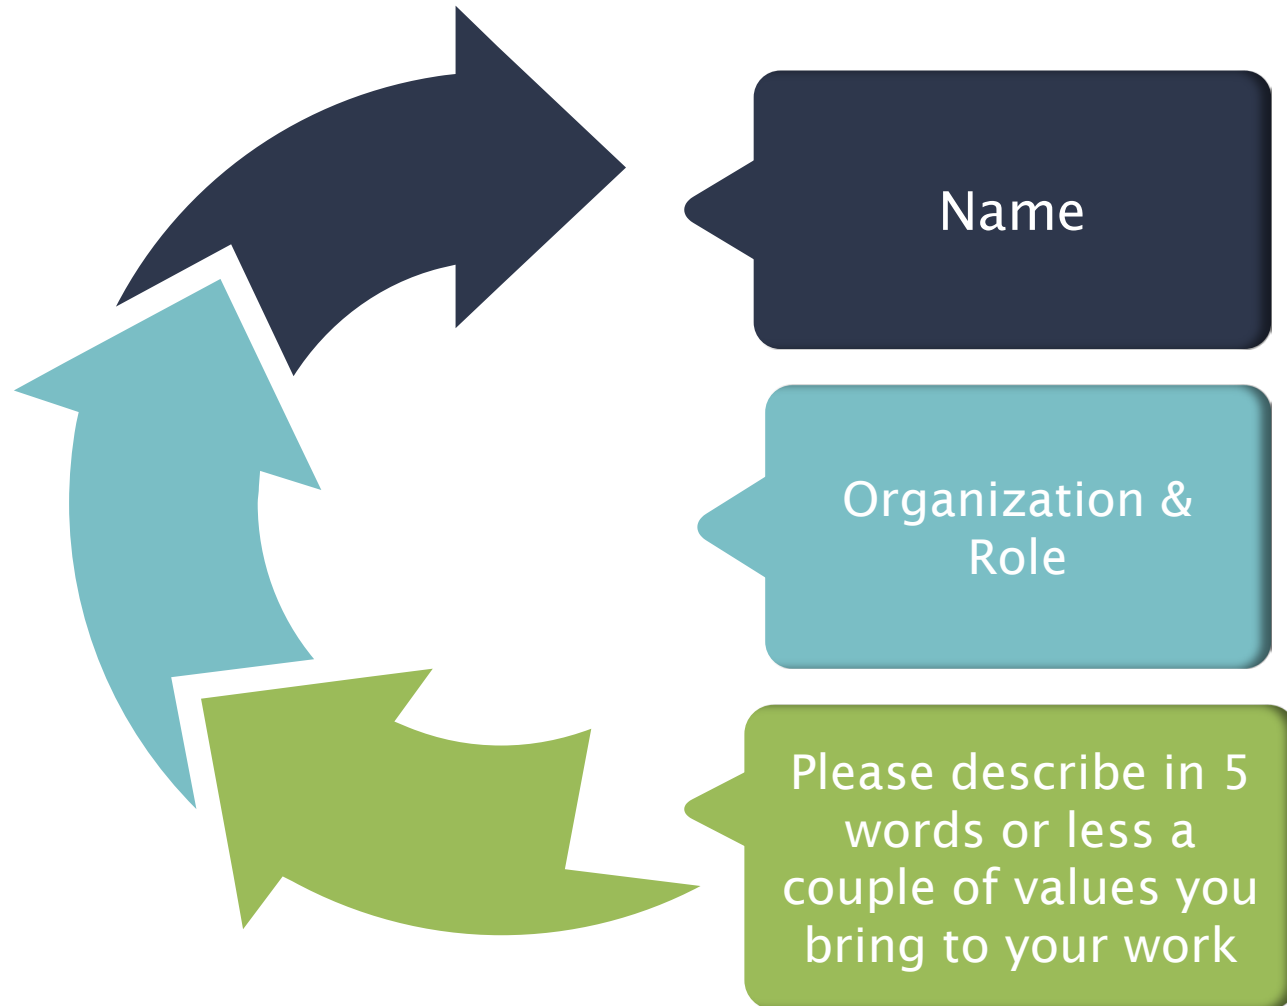 Name
Organization &
Role
Please describe in 5
words or less a
couple of values you
bring to your work